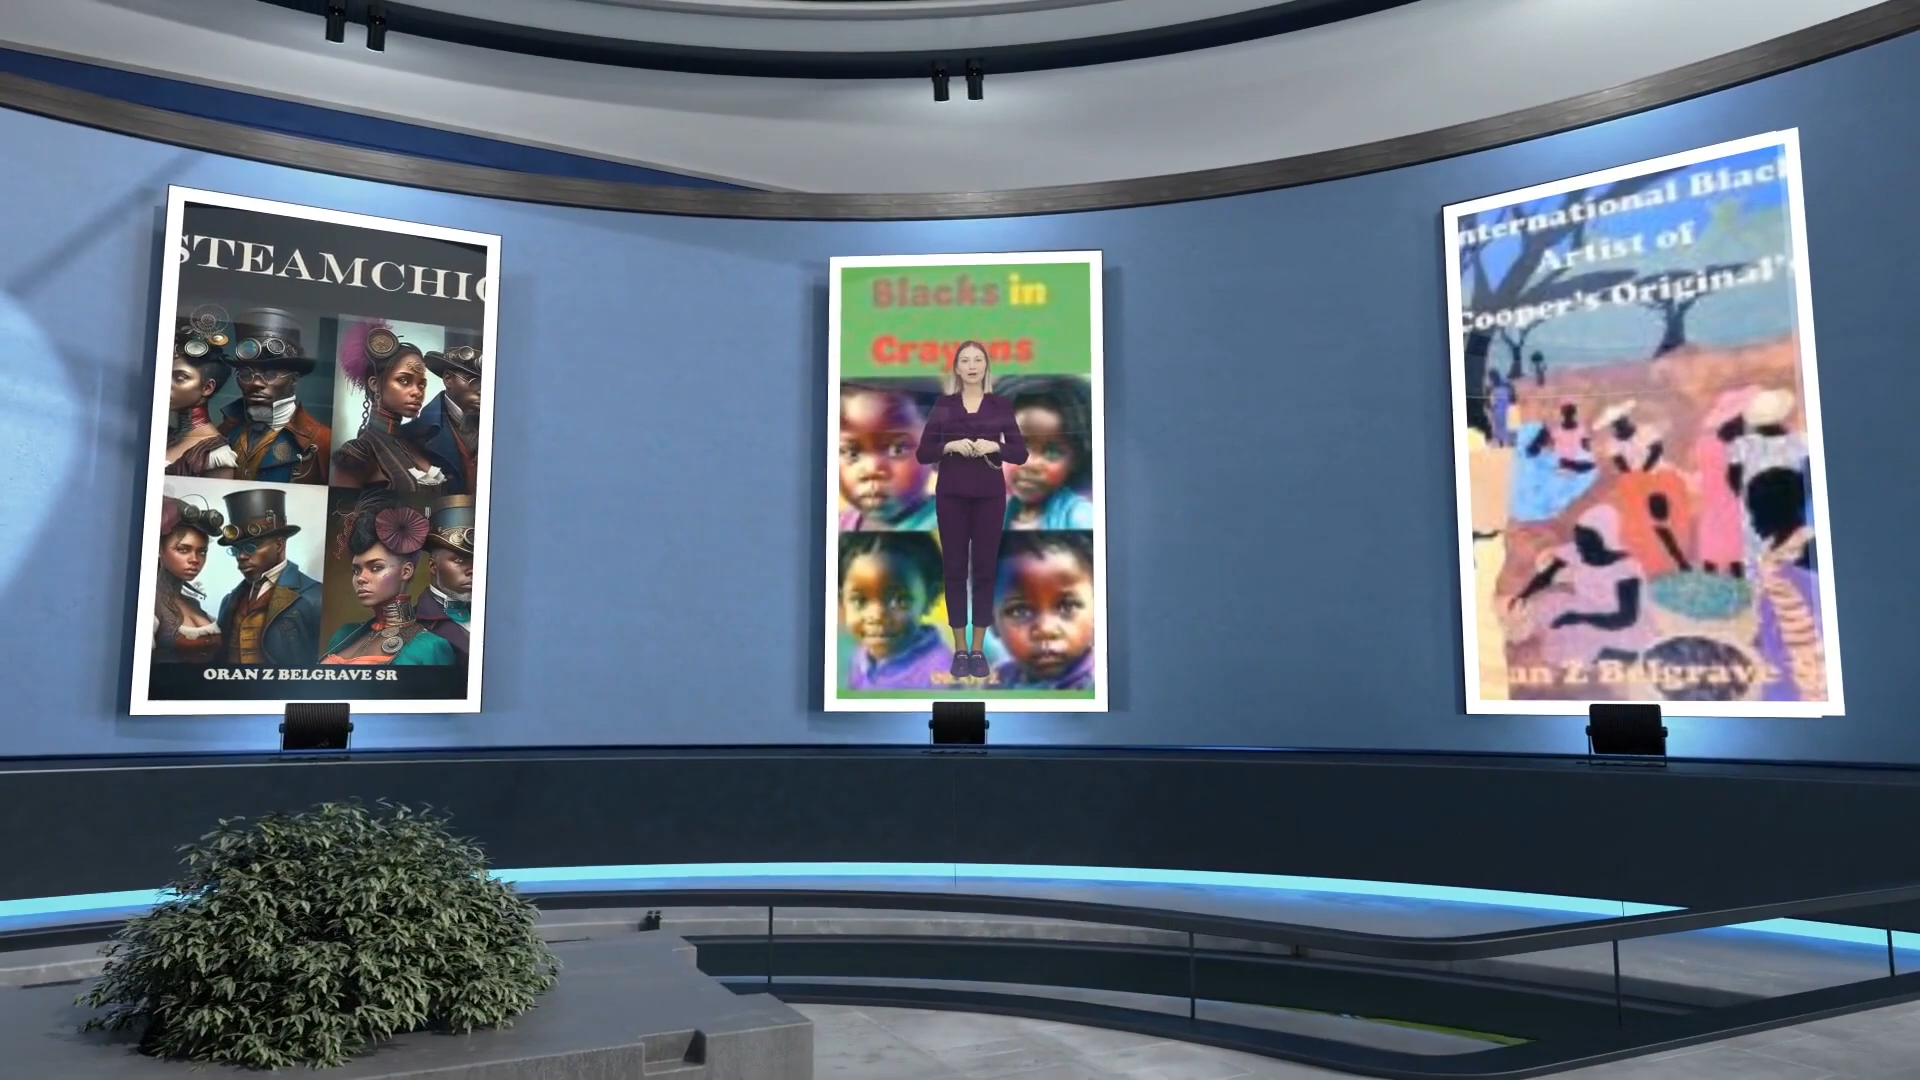 STEAMCHIC
ORAN Z BELGRAVE SR
Blacks in
Crayons
nternational Black
Artist of
Cooper's Original's
an Z Belgrave